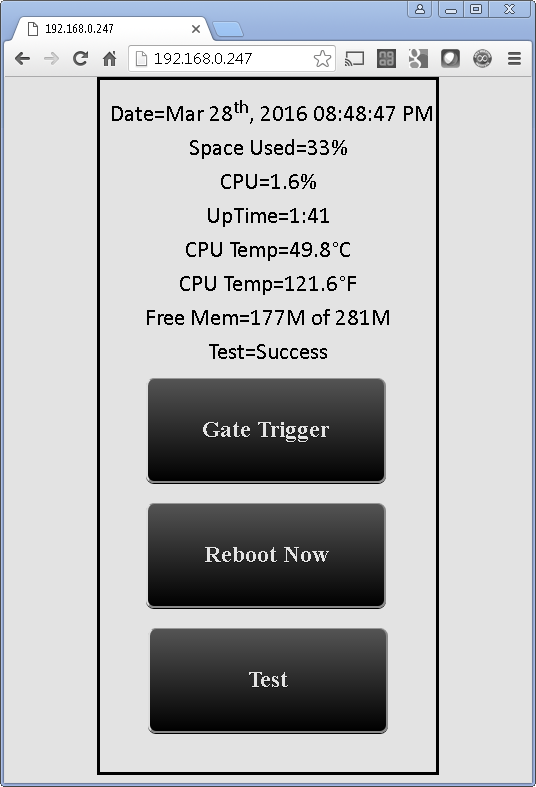 192.168.0.247
192.168.0.247
Date=Mar 28th, 2016 08:48:47 PM
Space Used=33%
CPU=1.6%
UpTime=1:41
CPU Temp=49.8°C
CPU Temp=121.6°F
Free Mem=177M of 281M
Test=Success
Gate Trigger
Reboot Now
Test